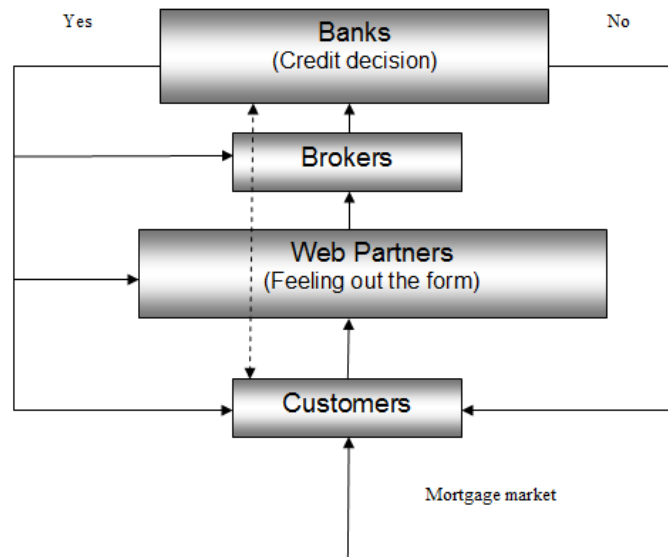 Yes
No
Banks
(Credit decision)
Brokers
Web Partners
(Feeling out the form)
Customers
Mortgage market